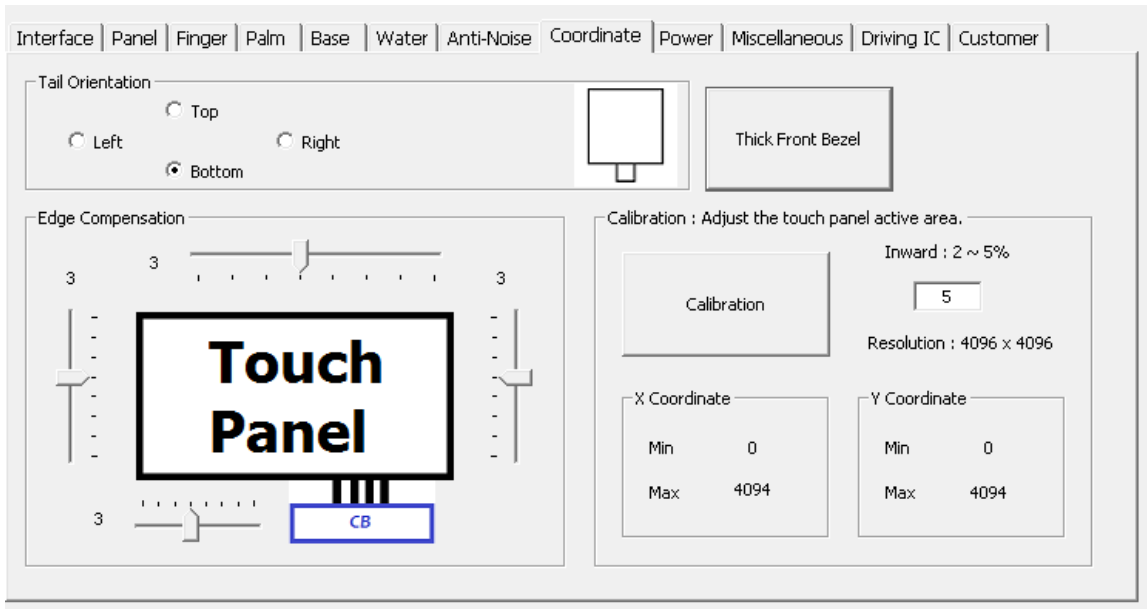 Interface Panel Finger Palm Base Water Anti-Noise Coordinate Power Miscellaneous Driving IC Customer
Tail Orientation
Top
Left Right
Bottom
Thick Front Bezel
Edge Compensation
3
3
3
Touch
Panel
3
CB
Calibration : Adjust the touch panel active area.
Inward : 2 ~ 5%
Calibration
5
Resolution : 4096 x 4096
X Coordinate
Min 0
Max 4094
Y Coordinate
Min 0
Max 4094